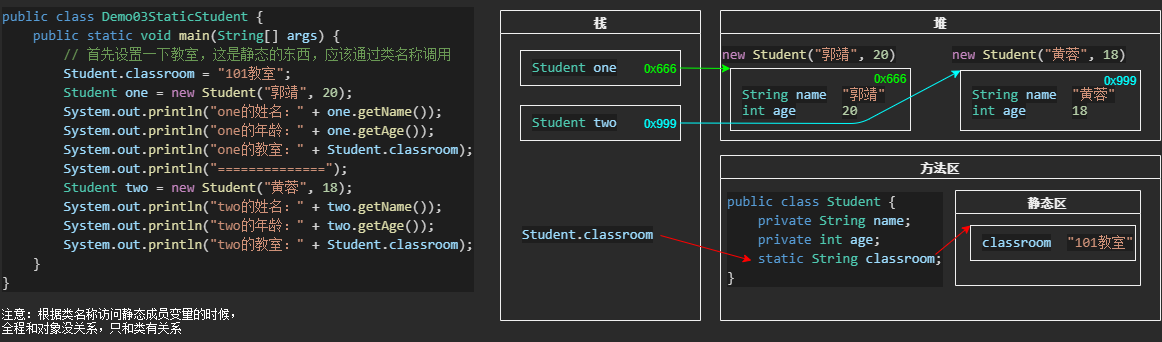 public class Demo03StaticStudent {
public static void main(String[] args) {
// 首先设置一下教室，这是静态的东西，应该通过类名称调用
Student.classroom = "101教室";
Student one = new Student("郭靖", 20);
System.out.println("one的姓名：" + one.getName());
System.out.println("one的年龄：" + one.getAge());
System.out.println("one的教室：" + Student.classroom);
System.out.println("==============");
Student two = new Student("黄蓉", 18);
System.out.println("two的姓名：" + two.getName());
System.out.println("two的年龄：" + two.getAge());
System.out.println("two的教室：" + Student.classroom);
}
}
注意：根据类名称访问静态成员变量的时候，
全程和对象没关系，只和类有关系
栈
Student one 0x666
Student two 0x999
Student.classroom
堆
new Student("郭靖", 20)
0x666
String name "郭靖"
int age 20
new Student("黄蓉", 18)
0x999
String name "黄蓉"
int age 18
方法区
public class Student {
private String name;
private int age;
static String classroom;
}
静态区
classroom "101教室"